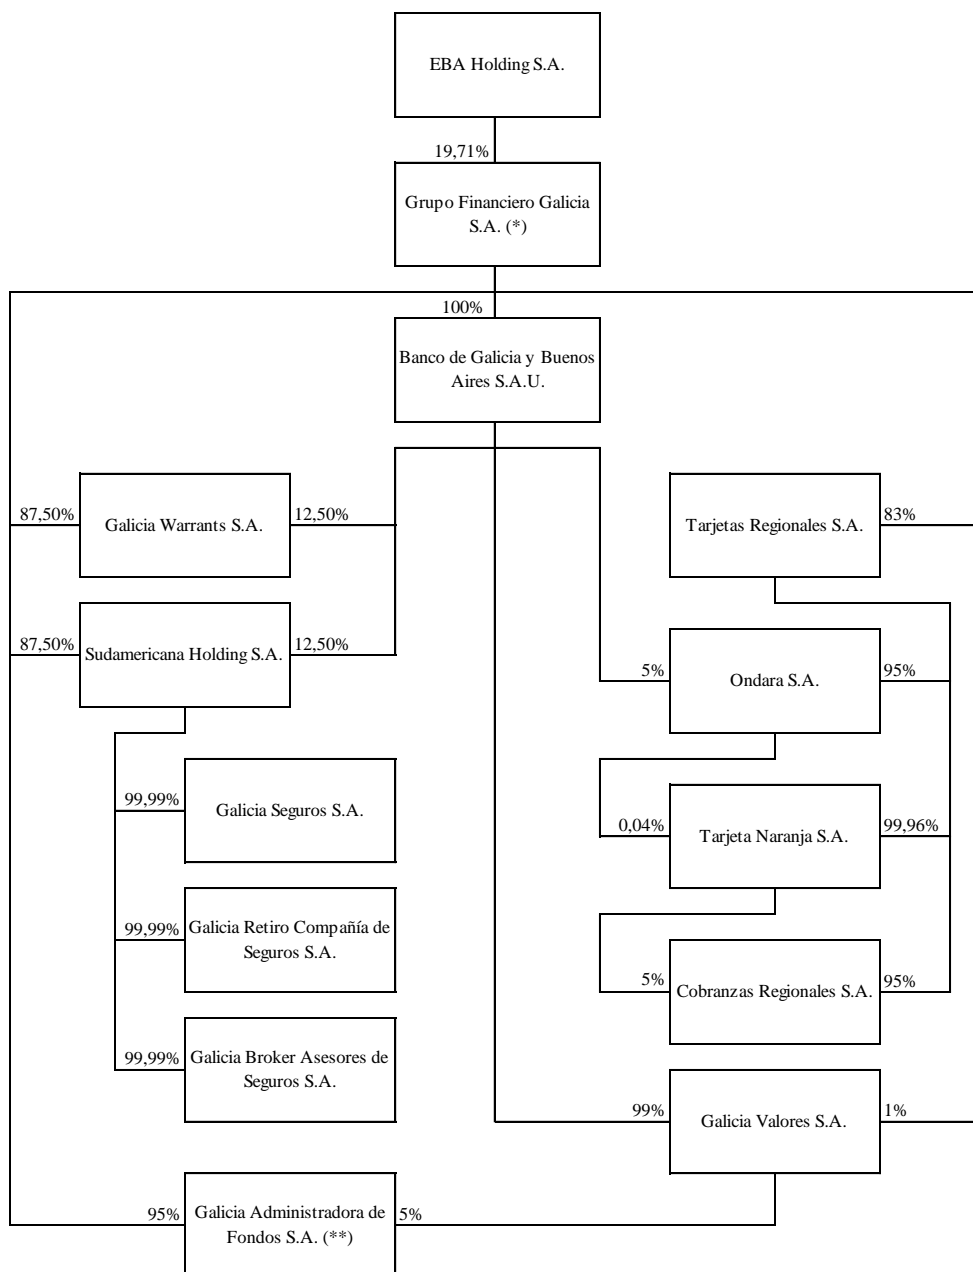 EBA Holding S.A.
19,71%
Grupo Financiero Galicia
S.A. (*)
100%
Banco de Galicia y Buenos
Aires S.A.U.
87,50%
Galicia Warrants S.A.
12,50%
Tarjetas Regionales S.A.
83%
87,50%
Sudamericana Holding S.A.
12,50%
5%
Ondara S.A.
95%
99,99%
Galicia Seguros S.A.
0,04%
Tarjeta Naranja S.A.
99,96%
99,99%
Galicia Retiro Compañía de
Seguros S.A.
5%
Cobranzas Regionales S.A.
95%
99,99%
Galicia Broker Asesores de
Seguros S.A.
99%
Galicia Valores S.A.
1%
95%
Galicia Administradora de
Fondos S.A. (**)
5%